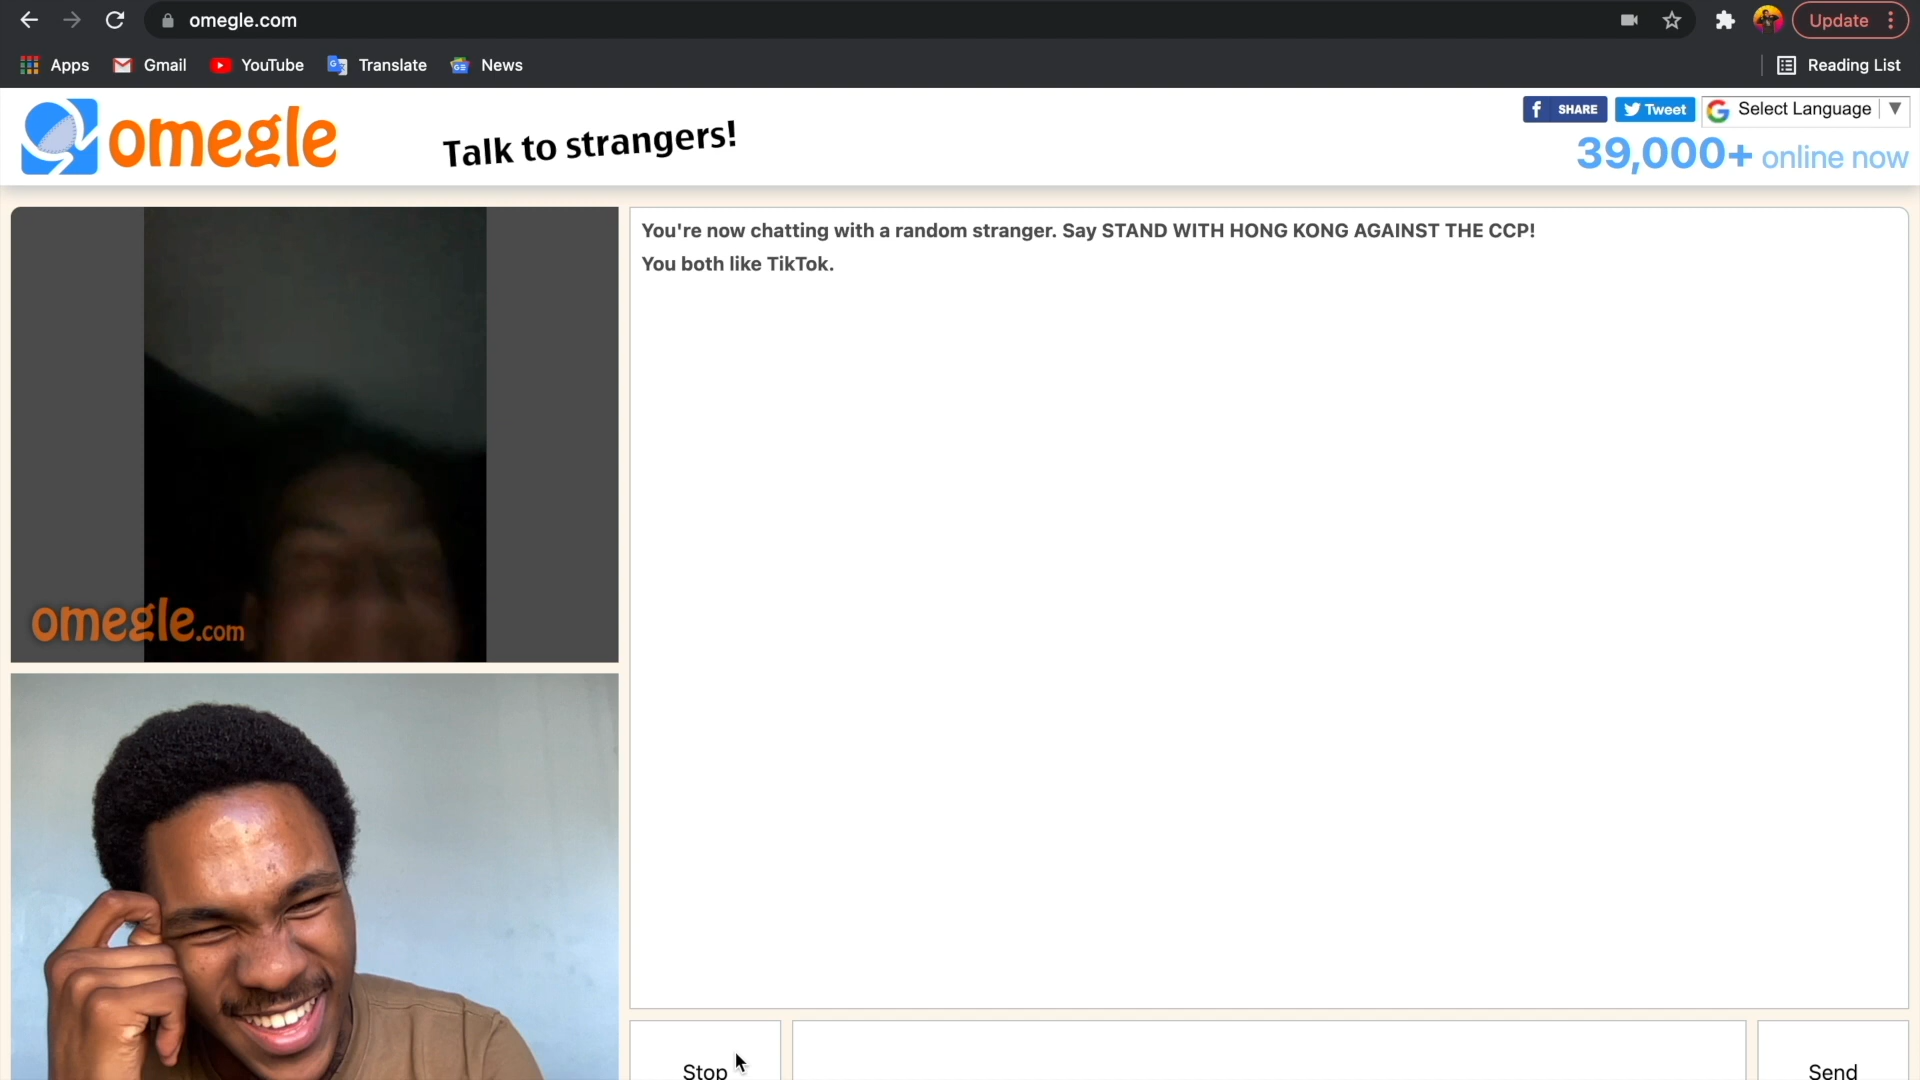 omegle.com
Update
Apps
Gmail
YouTube
Translate
News
Reading List
omegle
Talk to strangers!
SHARE
Tweet
Select Language
39,000+ online now
You're now chatting with a random stranger. Say STAND WITH HONG KONG AGAINST THE CCP!
You both like TikTok.
omegle.com
Stop
Send